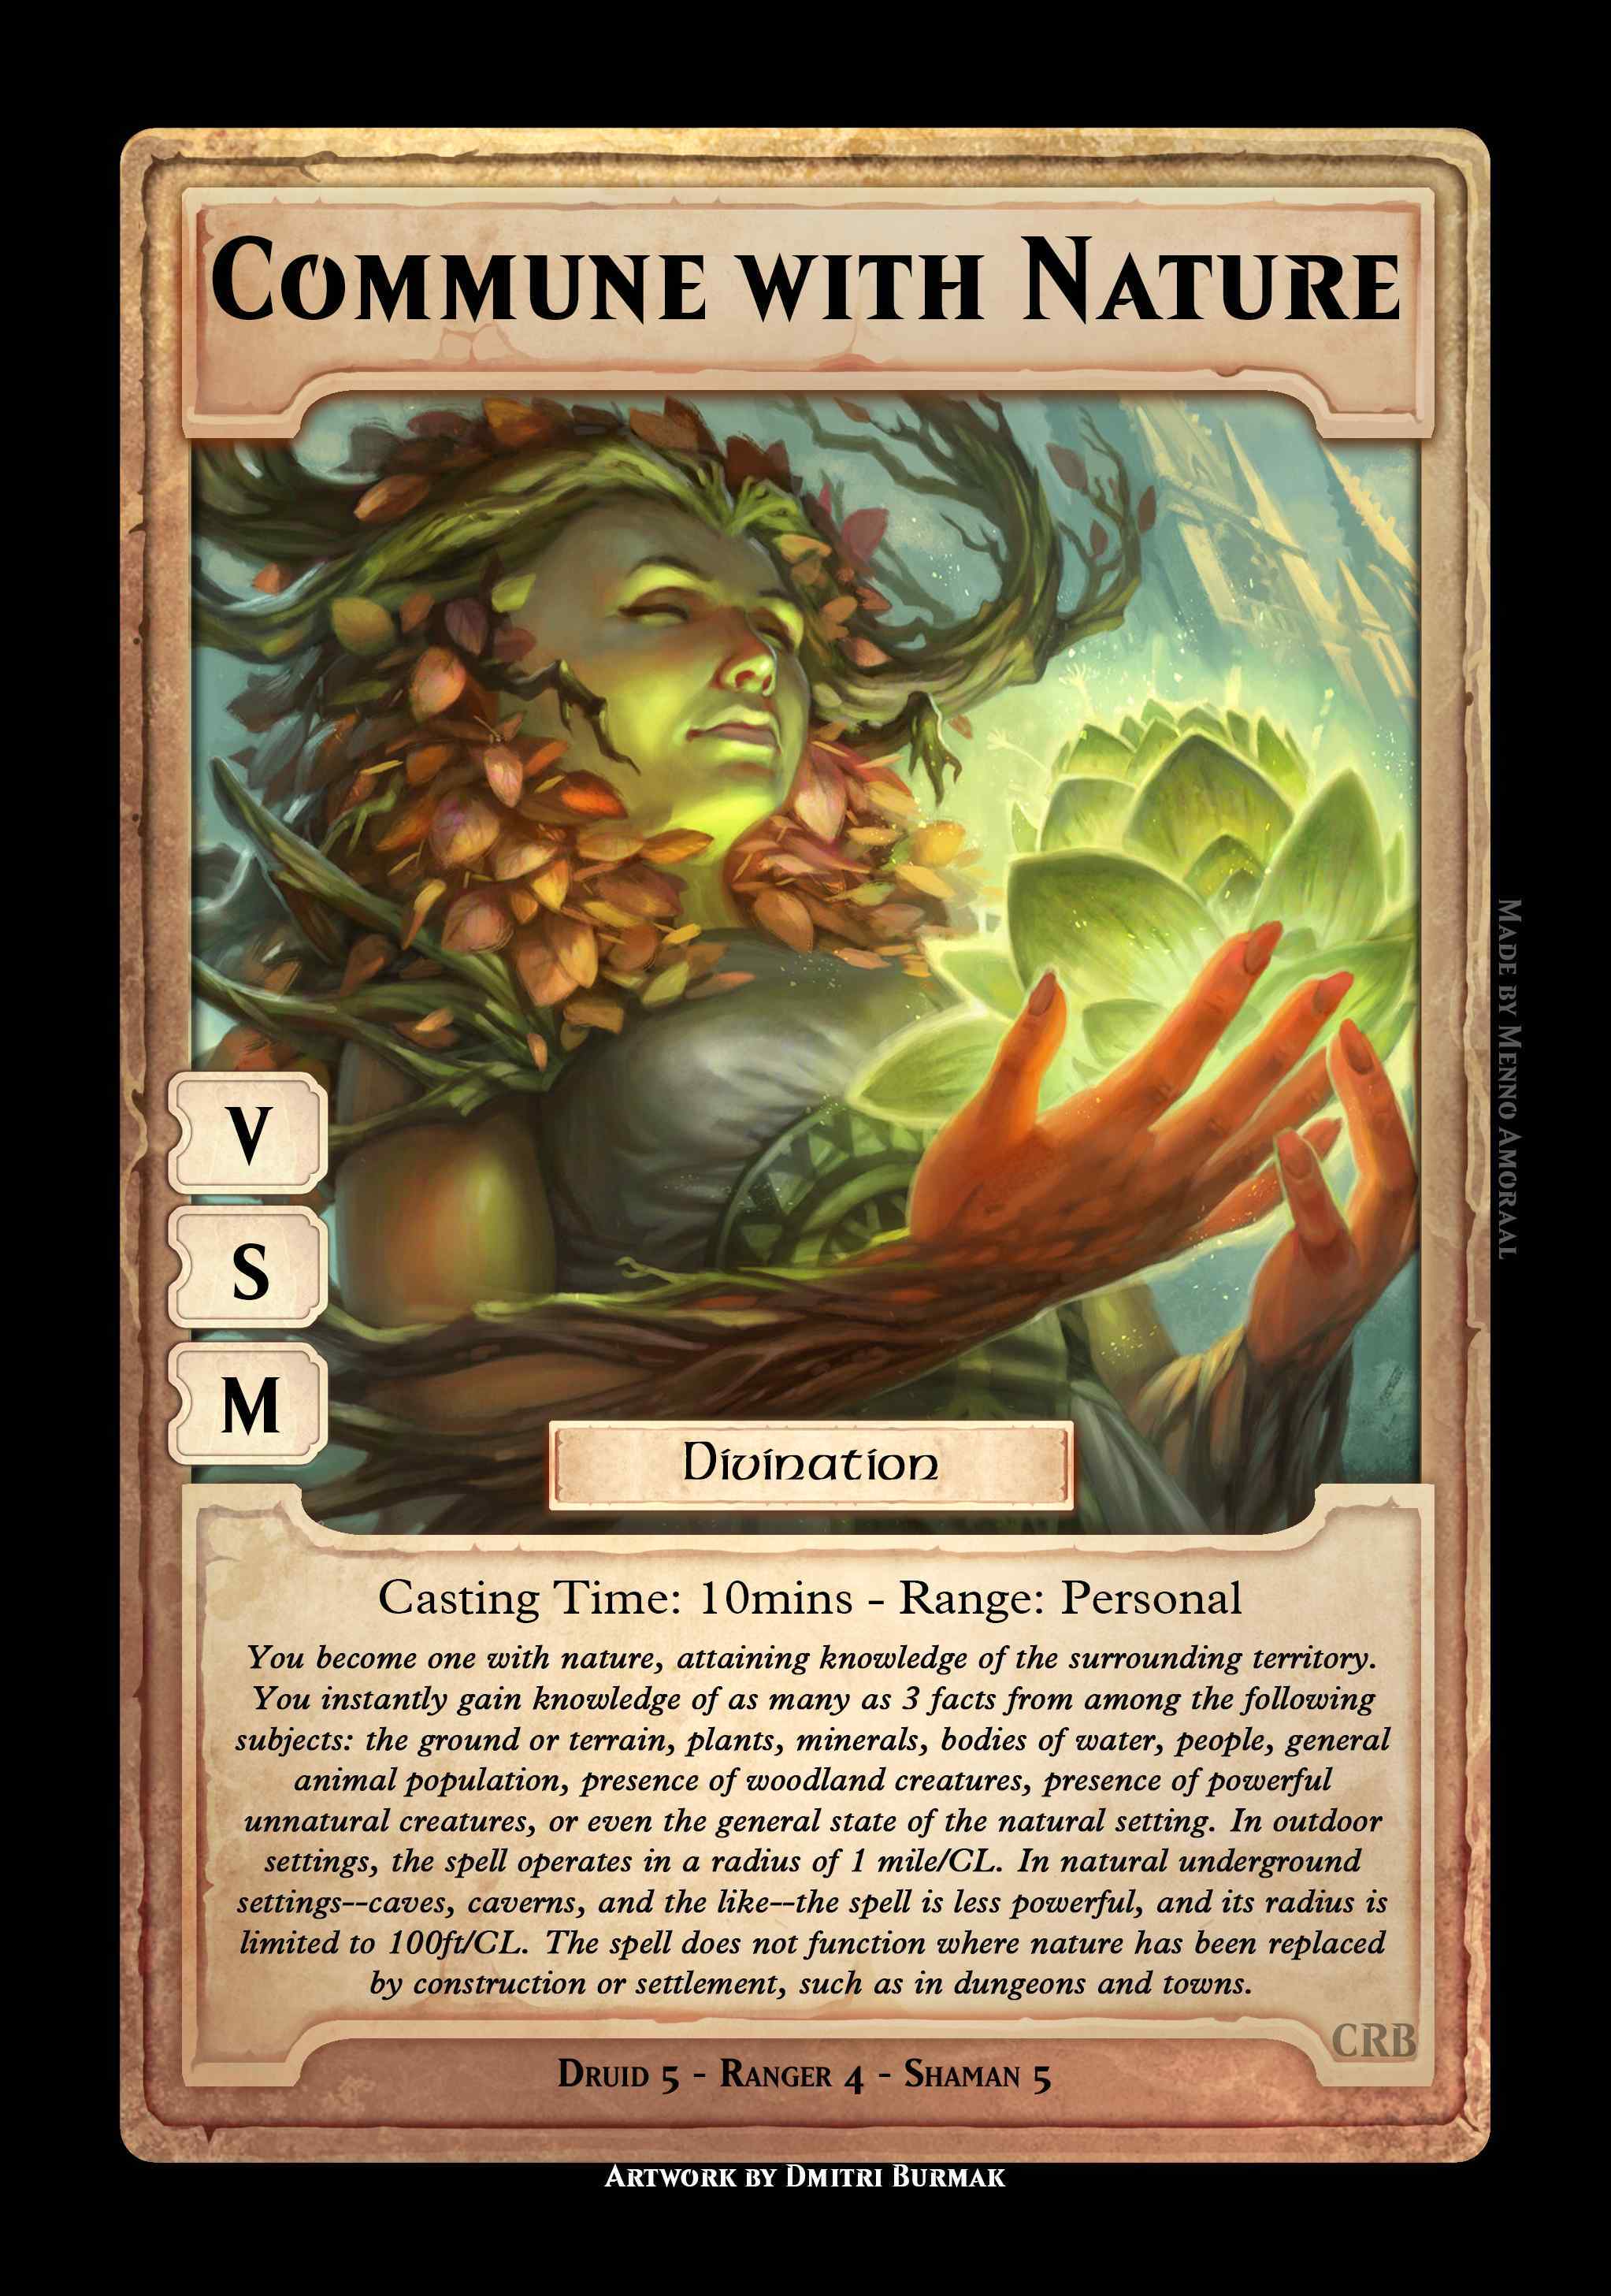 Commune with Nature
V
S
M
Divination
Casting Time: 10mins - Range: Personal
You become one with nature, attaining knowledge of the surrounding territory.
You instantly gain knowledge of as many as 3 facts from among the following
subjects: the ground or terrain, plants, minerals, bodies of water, people, general
animal population, presence of woodland creatures, presence of powerful
unnatural creatures, or even the general state of the natural setting. In outdoor
settings, the spell operates in a radius of 1 mile/CL. In natural underground
settings--caves, caverns, and the like--the spell is less powerful, and its radius is
limited to 100ft/CL. The spell does not function where nature has been replaced
by construction or settlement, such as in dungeons and towns.
CRB
Druid 5 - Ranger 4 - Shaman 5
Artwork by Dmitri Burmak
Made by Menno Amoraal